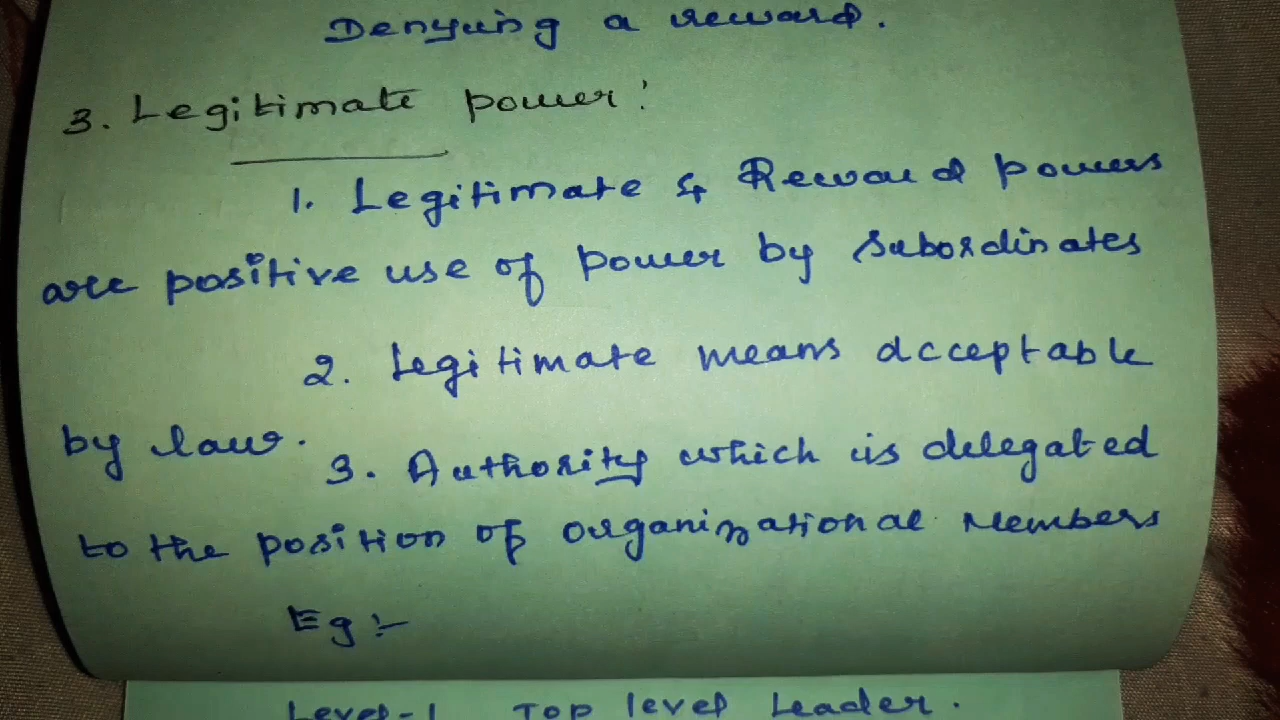 Denying a reward.
3. Legitimate power:
1. Legitimate & Reward powers
are positive use of power by subordinates
2. Legitimate means acceptable
by law.
3. Authority which is delegated
to the position of organizational Members
Eg :-
Level-1 Top level Leader.